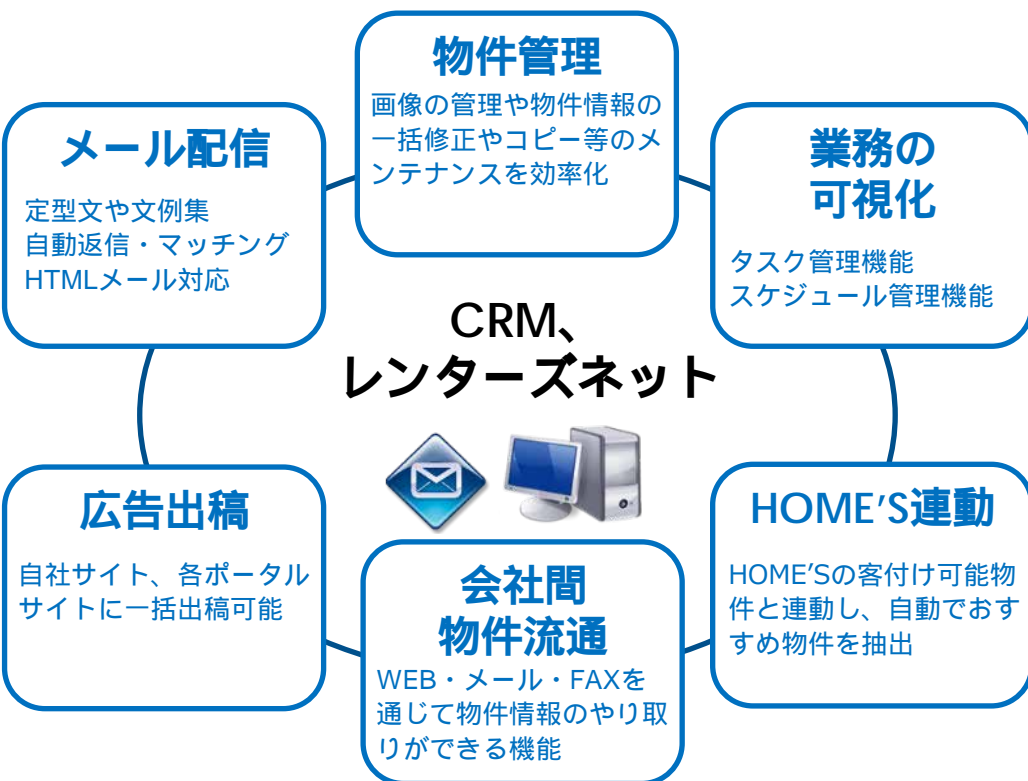 物件管理
画像の管理や物件情報の
一括修正やコピー等のメ
ンテナンスを効率化
メール配信
定型文や文例集
自動返信・マッチング
HTMLメール対応
業務の
可視化
タスク管理機能
スケジュール管理機能
CRM、
レンターズネット
広告出稿
自社サイト、各ポータル
サイトに一括出稿可能
会社間
物件流通
WEB・メール・FAXを
通じて物件情報のやり取
りができる機能
HOME'S連動
HOME'Sの客付け可能物
件と連動し、自動でおす
すめ物件を抽出